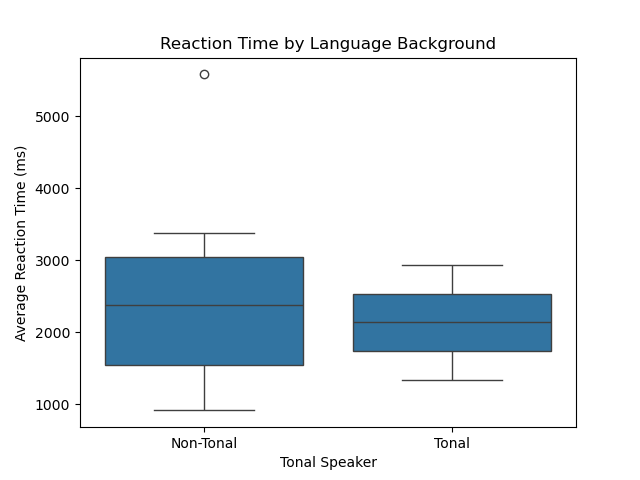 Reaction Time by Language Background
Average Reaction Time (ms)
5000
4000
3000
2000
1000
Non-Tonal
Tonal
Tonal Speaker